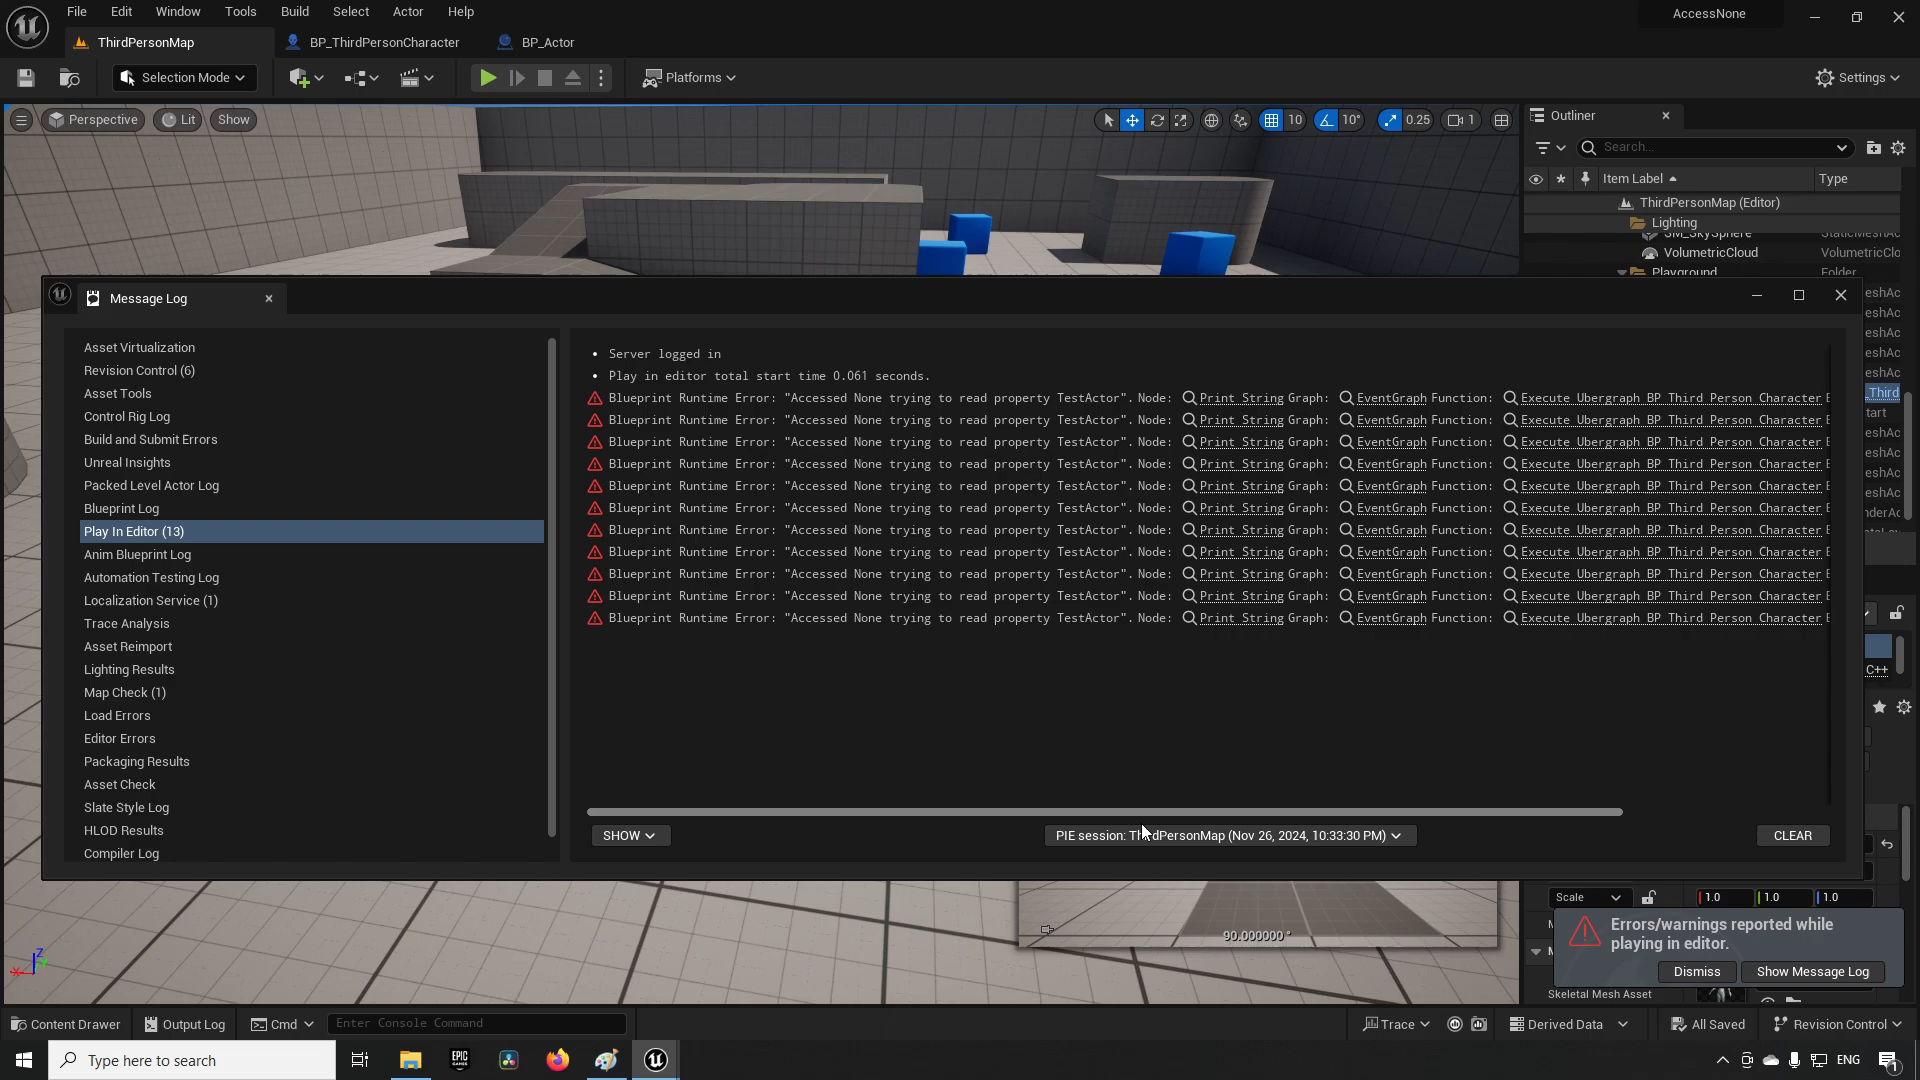 File Edit Window Tools Build Select Actor Help
AccessNone
ThirdPersonMap
BP_ThirdPersonCharacter
BP_Actor
Selection Mode
Platforms
Settings
Perspective Lit Show
10 10° 0.25 1
Outliner
Search...
Item Label Type
ThirdPersonMap (Editor)
Lighting
SM_SkySphere StaticMeshAc
VolumetricCloud VolumetricClo
Playground Folder
Message Log
Asset Virtualization
Revision Control (6)
Asset Tools
Control Rig Log
Build and Submit Errors
Unreal Insights
Packed Level Actor Log
Blueprint Log
Play In Editor (13)
Anim Blueprint Log
Automation Testing Log
Localization Service (1)
Trace Analysis
Asset Reimport
Lighting Results
Map Check (1)
Load Errors
Editor Errors
Packaging Results
Asset Check
Slate Style Log
HLOD Results
Compiler Log
• Server logged in
• Play in editor total start time 0.061 seconds.
Blueprint Runtime Error: "Accessed None trying to read property TestActor". Node: Print String Graph: EventGraph Function: Execute Ubergraph BP Third Person Character
Blueprint Runtime Error: "Accessed None trying to read property TestActor". Node: Print String Graph: EventGraph Function: Execute Ubergraph BP Third Person Character
Blueprint Runtime Error: "Accessed None trying to read property TestActor". Node: Print String Graph: EventGraph Function: Execute Ubergraph BP Third Person Character
Blueprint Runtime Error: "Accessed None trying to read property TestActor". Node: Print String Graph: EventGraph Function: Execute Ubergraph BP Third Person Character
Blueprint Runtime Error: "Accessed None trying to read property TestActor". Node: Print String Graph: EventGraph Function: Execute Ubergraph BP Third Person Character
Blueprint Runtime Error: "Accessed None trying to read property TestActor". Node: Print String Graph: EventGraph Function: Execute Ubergraph BP Third Person Character
Blueprint Runtime Error: "Accessed None trying to read property TestActor". Node: Print String Graph: EventGraph Function: Execute Ubergraph BP Third Person Character
Blueprint Runtime Error: "Accessed None trying to read property TestActor". Node: Print String Graph: EventGraph Function: Execute Ubergraph BP Third Person Character
Blueprint Runtime Error: "Accessed None trying to read property TestActor". Node: Print String Graph: EventGraph Function: Execute Ubergraph BP Third Person Character
Blueprint Runtime Error: "Accessed None trying to read property TestActor". Node: Print String Graph: EventGraph Function: Execute Ubergraph BP Third Person Character
Blueprint Runtime Error: "Accessed None trying to read property TestActor". Node: Print String Graph: EventGraph Function: Execute Ubergraph BP Third Person Character
SHOW
PIE session: ThirdPersonMap (Nov 26, 2024, 10:33:30 PM)
CLEAR
eshAc
eshAc
eshAc
eshAc
eshAc
_Third
tart
eshAc
eshAc
eshAc
eshAc
nderAc
C++
Scale 1.0 1.0 1.0
90.000000 °
Errors/warnings reported while
playing in editor.
Dismiss Show Message Log
Skeletal Mesh Asset
X Z
Content Drawer Output Log Cmd Enter Console Command
Trace Derived Data All Saved Revision Control
Type here to search
EPIC GAMES
ENG
1